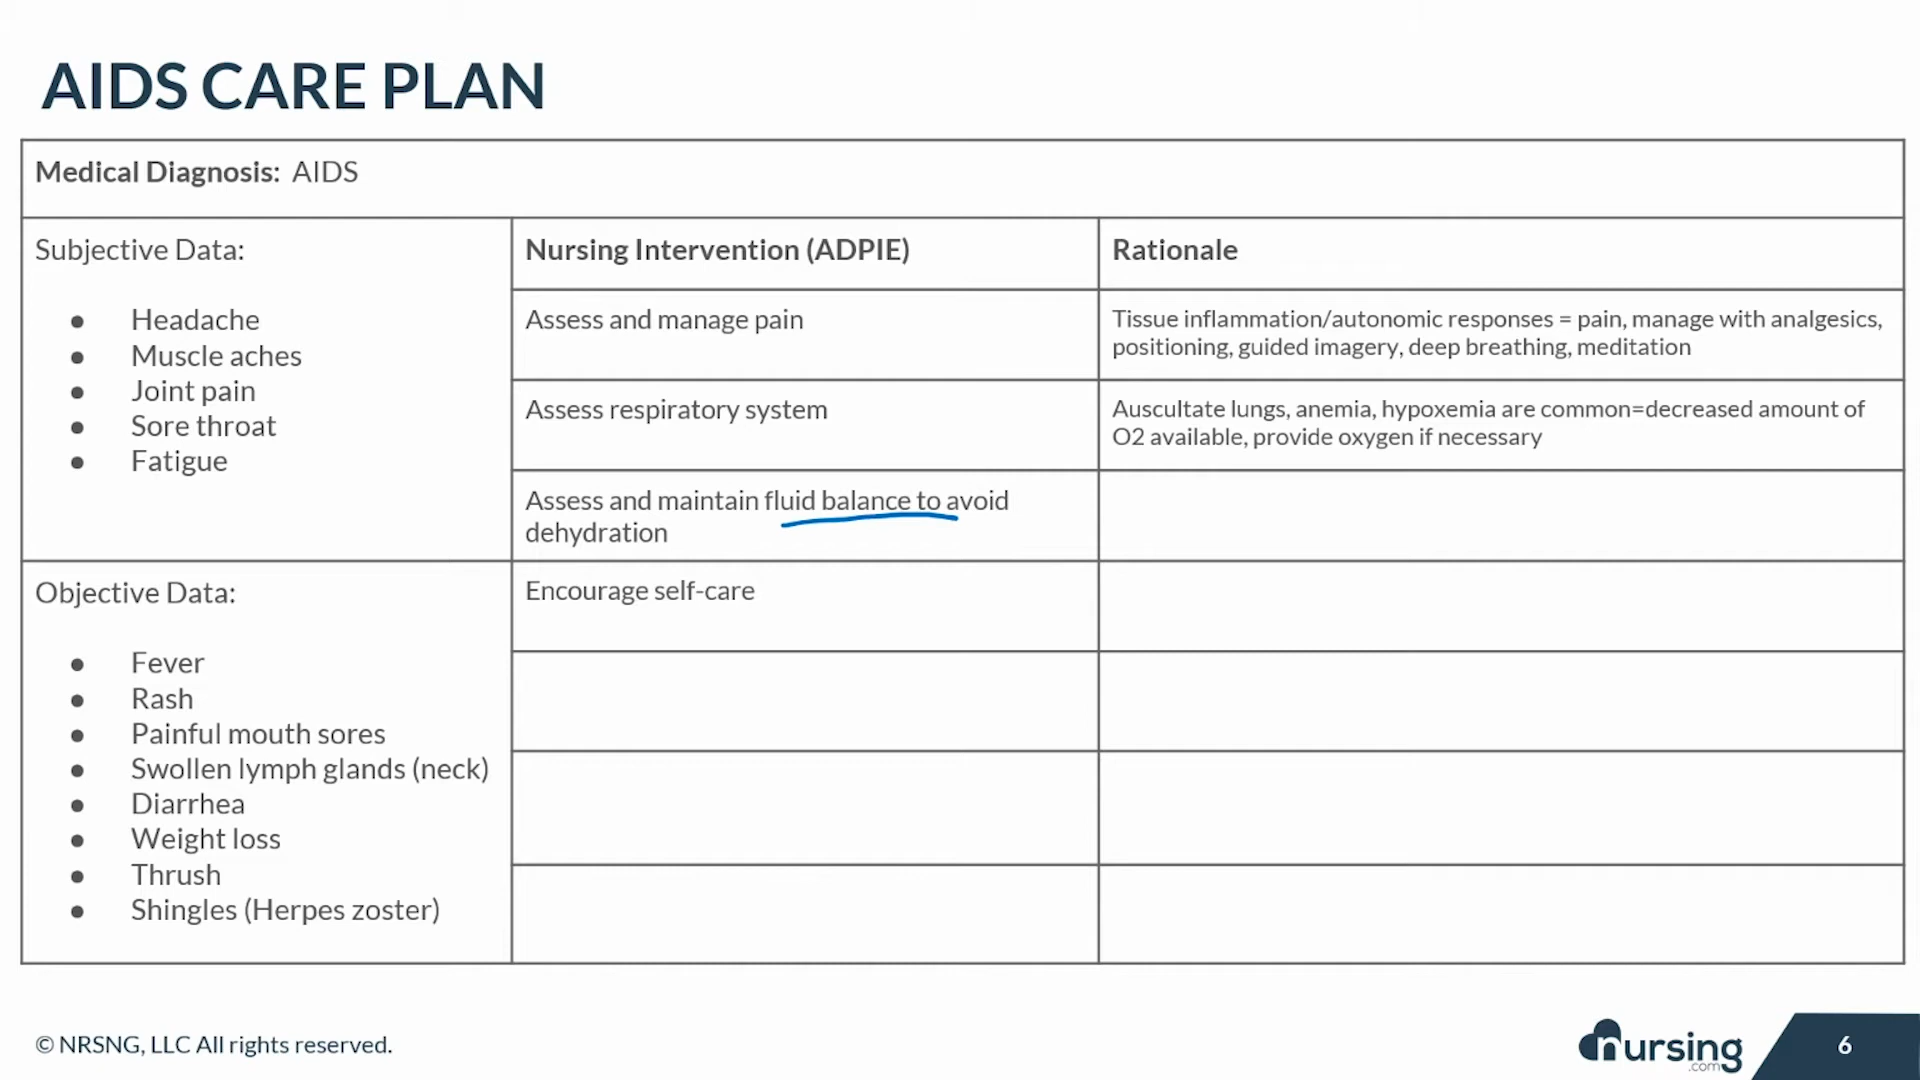 AIDS CARE PLAN
Medical Diagnosis: AIDS
Subjective Data:
Headache
Muscle aches
Joint pain
Sore throat
Fatigue
Nursing Intervention (ADPIE)
Rationale
Assess and manage pain
Tissue inflammation/autonomic responses = pain, manage with analgesics,
positioning, guided imagery, deep breathing, meditation
Assess respiratory system
Auscultate lungs, anemia, hypoxemia are common=decreased amount of
O2 available, provide oxygen if necessary
Assess and maintain fluid balance to avoid
dehydration
Objective Data:
Fever
Rash
Painful mouth sores
Swollen lymph glands (neck)
Diarrhea
Weight loss
Thrush
Shingles (Herpes zoster)
Encourage self-care
© NRSNG, LLC All rights reserved.
nursing
.com
6